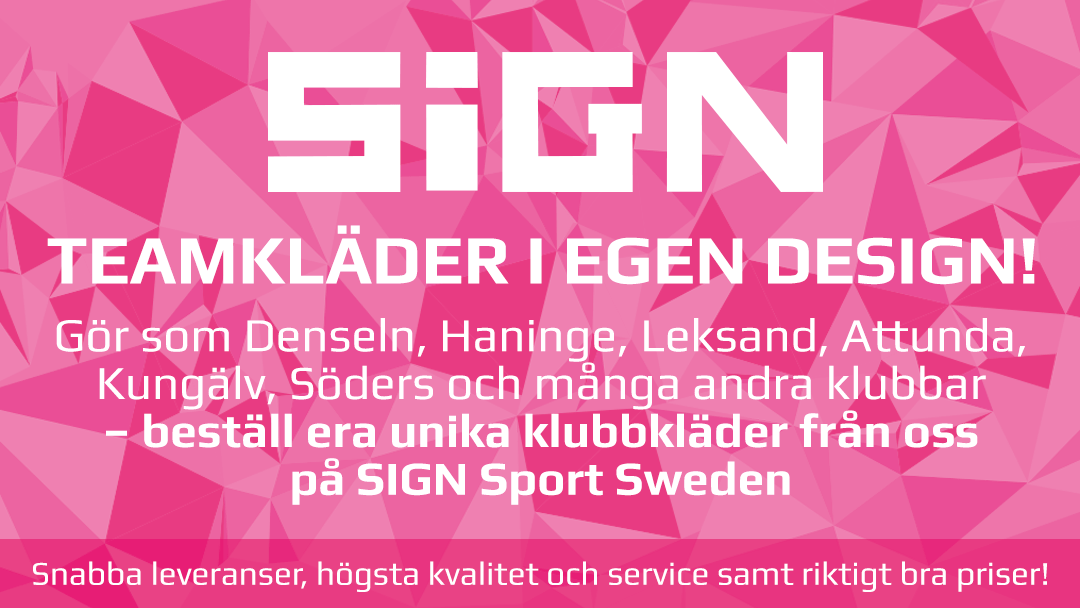 SiGN
TEAMKLÄDER I EGEN DESIGN!
Gör som Denseln, Haninge, Leksand, Attunda,
Kungälv, Söders och många andra klubbar
– beställ era unika klubbkläder från oss
på SIGN Sport Sweden
Snabba leveranser, högsta kvalitet och service samt riktigt bra priser!